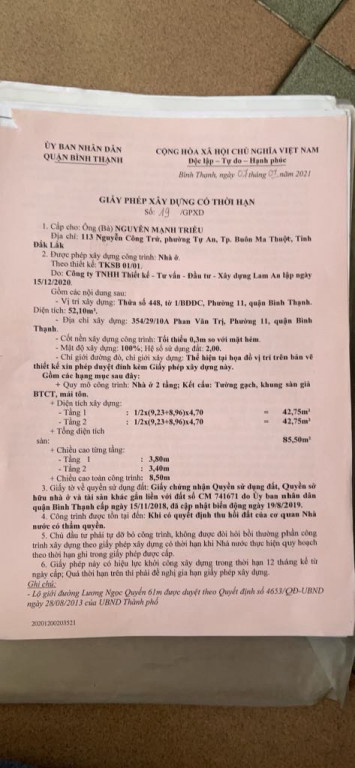 ỦY BAN NHÂN DÂN
QUẬN BÌNH THẠNH
CỘNG HÒA XÃ HỘI CHỦ NGHĨA VIỆT NAM
Độc lập – Tự do – Hạnh phúc
Bình Thạnh, ngày 07 tháng 01 năm 2021
GIẤY PHÉP XÂY DỰNG CÓ THỜI HẠN
Số: 19 /GPXD
1. Cấp cho: Ông (Bà) NGUYỄN MẠNH TRIỀU
Địa chỉ: 113 Nguyễn Công Trứ, phường Tự An, Tp. Buôn Ma Thuột, Tỉnh
Đắk Lắk
2. Được phép xây dựng công trình: Nhà ở.
Theo thiết kế: TKSB 01/01.
Do: Công ty TNHH Thiết kế - Tư vấn - Đầu tư - Xây dựng Lam An lập ngày
15/12/2020.
Gồm các nội dung sau:
- Vị trí xây dựng: Thửa số 448, tờ 1/BDDC, Phường 11, quận Bình Thạnh.
Diện tích: 52,10m².
- Địa chỉ xây dựng: 354/29/10A Phan Văn Trị, Phường 11, quận Bình
Thạnh.
- Cốt nền xây dựng công trình: Tối thiểu 0,3m so với mặt hẻm.
- Mật độ xây dựng: 100%; Hệ số sử dụng đất: 2,00.
- Chỉ giới đường đỏ, chỉ giới xây dựng: Thể hiện tại họa đồ vị trí trên bản vẽ
thiết kế xin phép duyệt đính kèm Giấy phép xây dựng này.
Gồm các hạng mục sau đây:
+ Quy mô công trình: Nhà ở 2 tầng; Kết cấu: Tường gạch, khung sàn giả
BTCT, mái tôn.
+ Diện tích xây dựng:
- Tầng 1 : 1/2x(9,23+8,96)x4,70 = 42,75m²
- Tầng 2 : 1/2x(9,23+8,96)x4,70 = 42,75m²
+ Tổng diện tích
sàn: 85,50m²
+ Chiều cao từng tầng:
- Tầng 1 : 3,80m
- Tầng 2 : 3,40m
+ Chiều cao toàn công trình: 8,50m
3. Giấy tờ về quyền sử dụng đất: Giấy chứng nhận Quyền sử dụng đất, Quyền sở
hữu nhà ở và tài sản khác gắn liền với đất số CM 741671 do Ủy ban nhân dân
quận Bình Thạnh cấp ngày 15/11/2018, đã cập nhật biến động ngày 19/8/2019.
4. Công trình được tồn tại đến: Khi có quyết định thu hồi đất của cơ quan Nhà
nước có thẩm quyền.
5. Chủ đầu tư phải tự dỡ bỏ công trình, không được đòi hỏi bồi thường phần công
trình xây dựng theo giấy phép xây dựng có thời hạn khi Nhà nước thực hiện quy hoạch
theo thời hạn ghi trong giấy phép được cấp.
6. Giấy phép này có hiệu lực khởi công xây dựng trong thời hạn 12 tháng kể từ
ngày cấp; Quá thời hạn trên thì phải đề nghị gia hạn giấy phép xây dựng.
Ghi chú:
- Lộ giới đường Lương Ngọc Quyến 61m được duyệt theo Quyết định số 4653/QĐ-UBND
ngày 28/08/2013 của UBND Thành phố
20201200201521